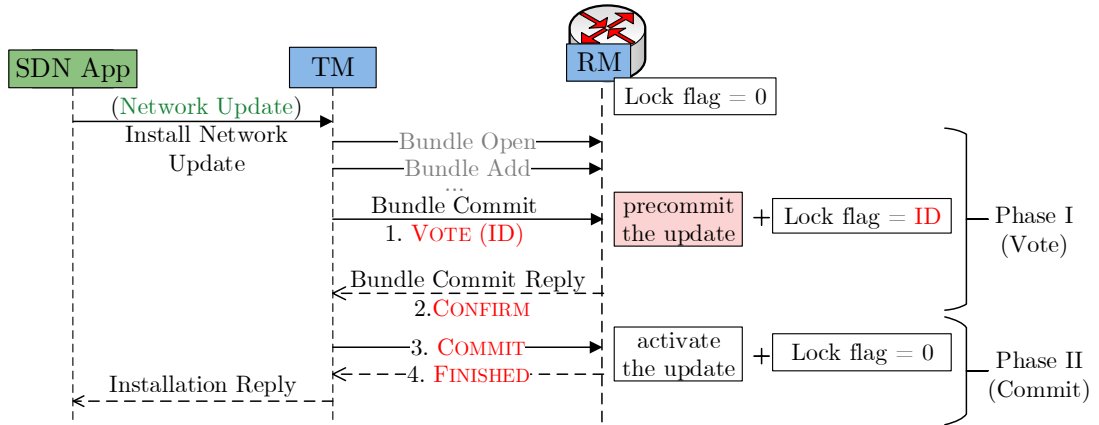 SDN App
TM
RM
Lock flag = 0
(Network Update)
Install Network
Update
Bundle Open
Bundle Add
...
Bundle Commit
1. VOTE (ID)
precommit
the update
+
Lock flag = ID
Phase I
(Vote)
Bundle Commit Reply
2.CONFIRM
3. COMMIT
activate
the update
+
Lock flag = 0
Phase II
(Commit)
4. FINISHED
Installation Reply